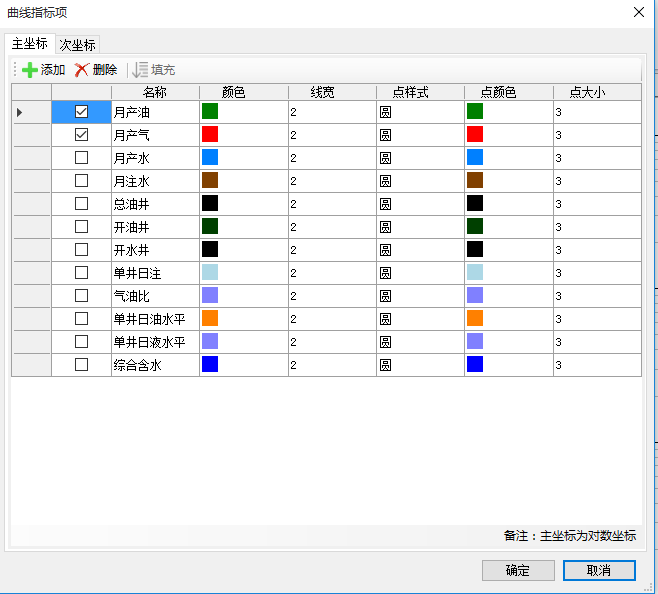 曲线指标项
主坐标 次坐标
添加 删除 填充
名称 颜色 线宽 点样式 点颜色 点大小
月产油 2 圆 3
月产气 2 圆 3
月产水 2 圆 3
月注水 2 圆 3
总油井 2 圆 3
开油井 2 圆 3
开水井 2 圆 3
单井日注 2 圆 3
气油比 2 圆 3
单井日油水平 2 圆 3
单井日液水平 2 圆 3
综合含水 2 圆 3
备注：主坐标为对数坐标
确定 取消